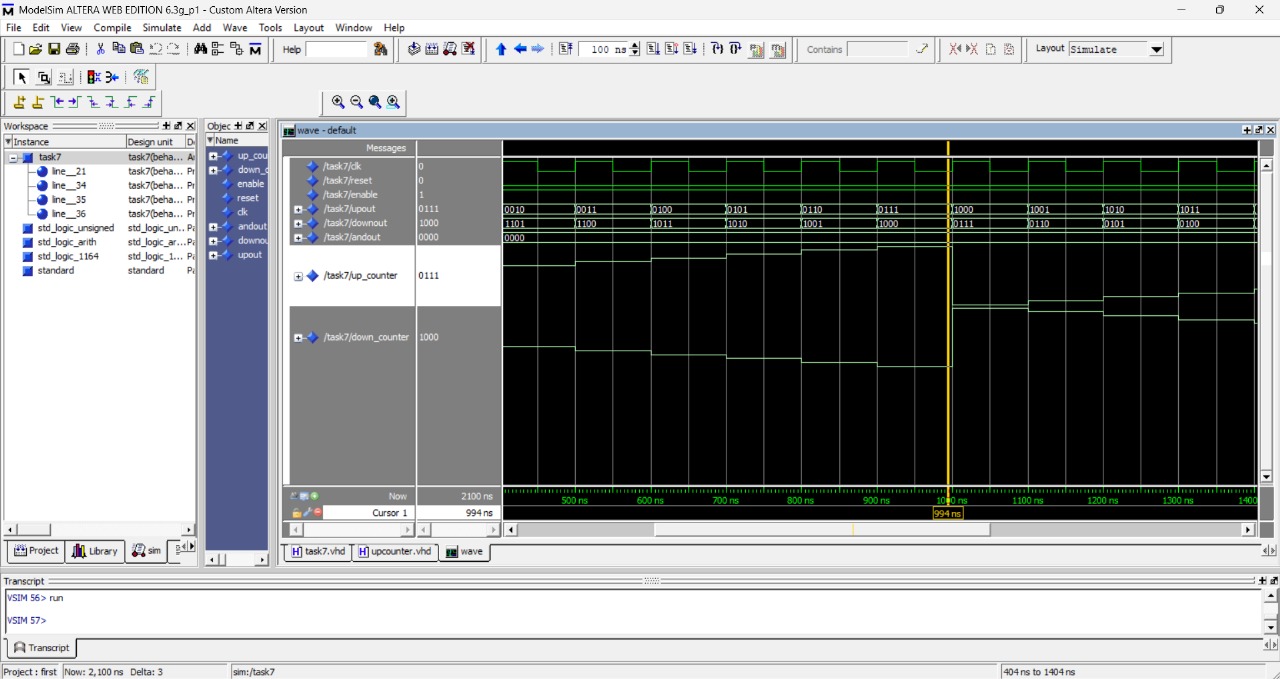 ModelSim ALTERA WEB EDITION 6.3g_p1 - Custom Altera Version
File Edit View Compile Simulate Add Wave Tools Layout Window Help
Help 100 ns Contains Layout Simulate
Workspace
Instance Design unit
task7 task7(beha...
line__21 task7(beha... Pr
line__34 task7(beha... Pr
line__35 task7(beha... Pr
line__36 task7(beha... Pr
std_logic_unsigned std_logic_un... Pa
std_logic_arith std_logic_ar... Pa
std_logic_1164 std_logic_1... Pa
standard standard Pa
Project Library sim
Objec
Name
up_cou
down_c
enable
reset
clk
andout
downou
upout
wave - default
Messages
/task7/clk 0
/task7/reset 0
/task7/enable 1
/task7/upout 0111 0010 0011 0100 0101 0110 0111 1000 1001 1010 1011
/task7/downout 1000 1101 1100 1011 1010 1001 1000 0111 0110 0101 0100
/task7/andout 0000 0000
/task7/up_counter 0111
/task7/down_counter 1000
Now 2100 ns 500 ns 600 ns 700 ns 800 ns 900 ns 1000 ns 1100 ns 1200 ns 1300 ns 1400
Cursor 1 994 ns 994 ns
task7.vhd upcounter.vhd wave
Transcript
VSIM 56> run
VSIM 57>
Transcript
Project : first Now: 2,100 ns Delta: 3 sim:/task7 404 ns to 1404 ns